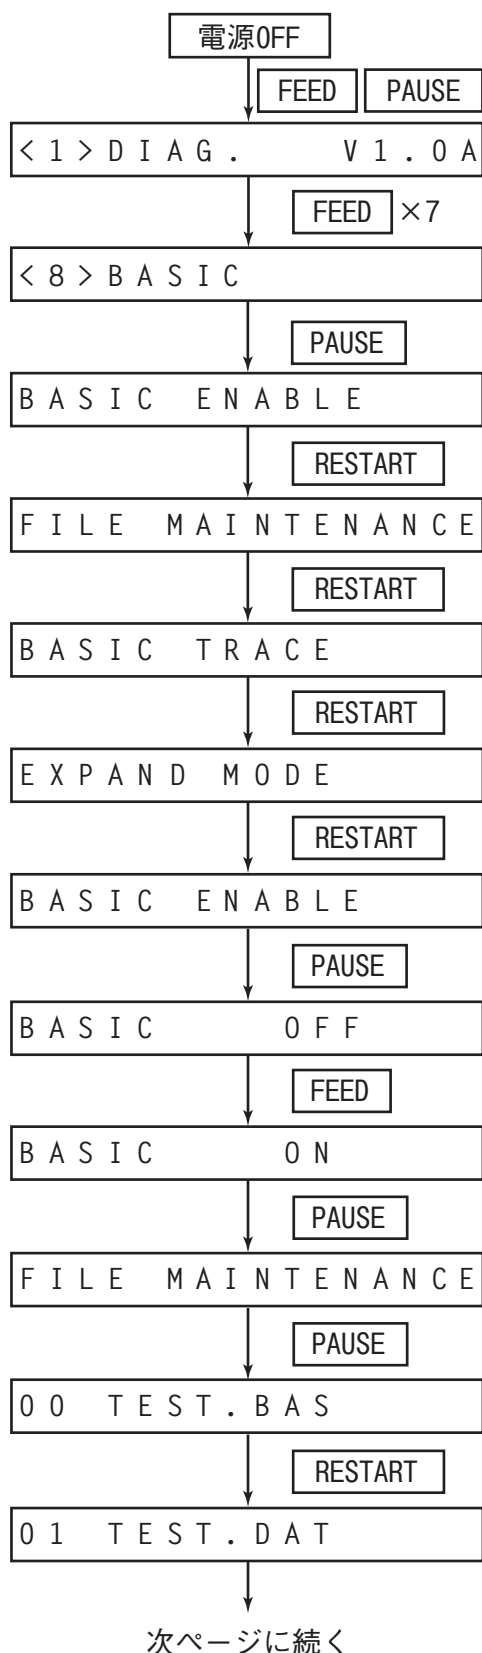 電源OFF
FEED PAUSE
<1>DIAG. V1.0A
FEED ×7
<8>BASIC
PAUSE
BASIC ENABLE
RESTART
FILE MAINTENANCE
RESTART
BASIC TRACE
RESTART
EXPAND MODE
RESTART
BASIC ENABLE
PAUSE
BASIC OFF
FEED
BASIC ON
PAUSE
FILE MAINTENANCE
PAUSE
00 TEST.BAS
RESTART
01 TEST.DAT
次ページに続く